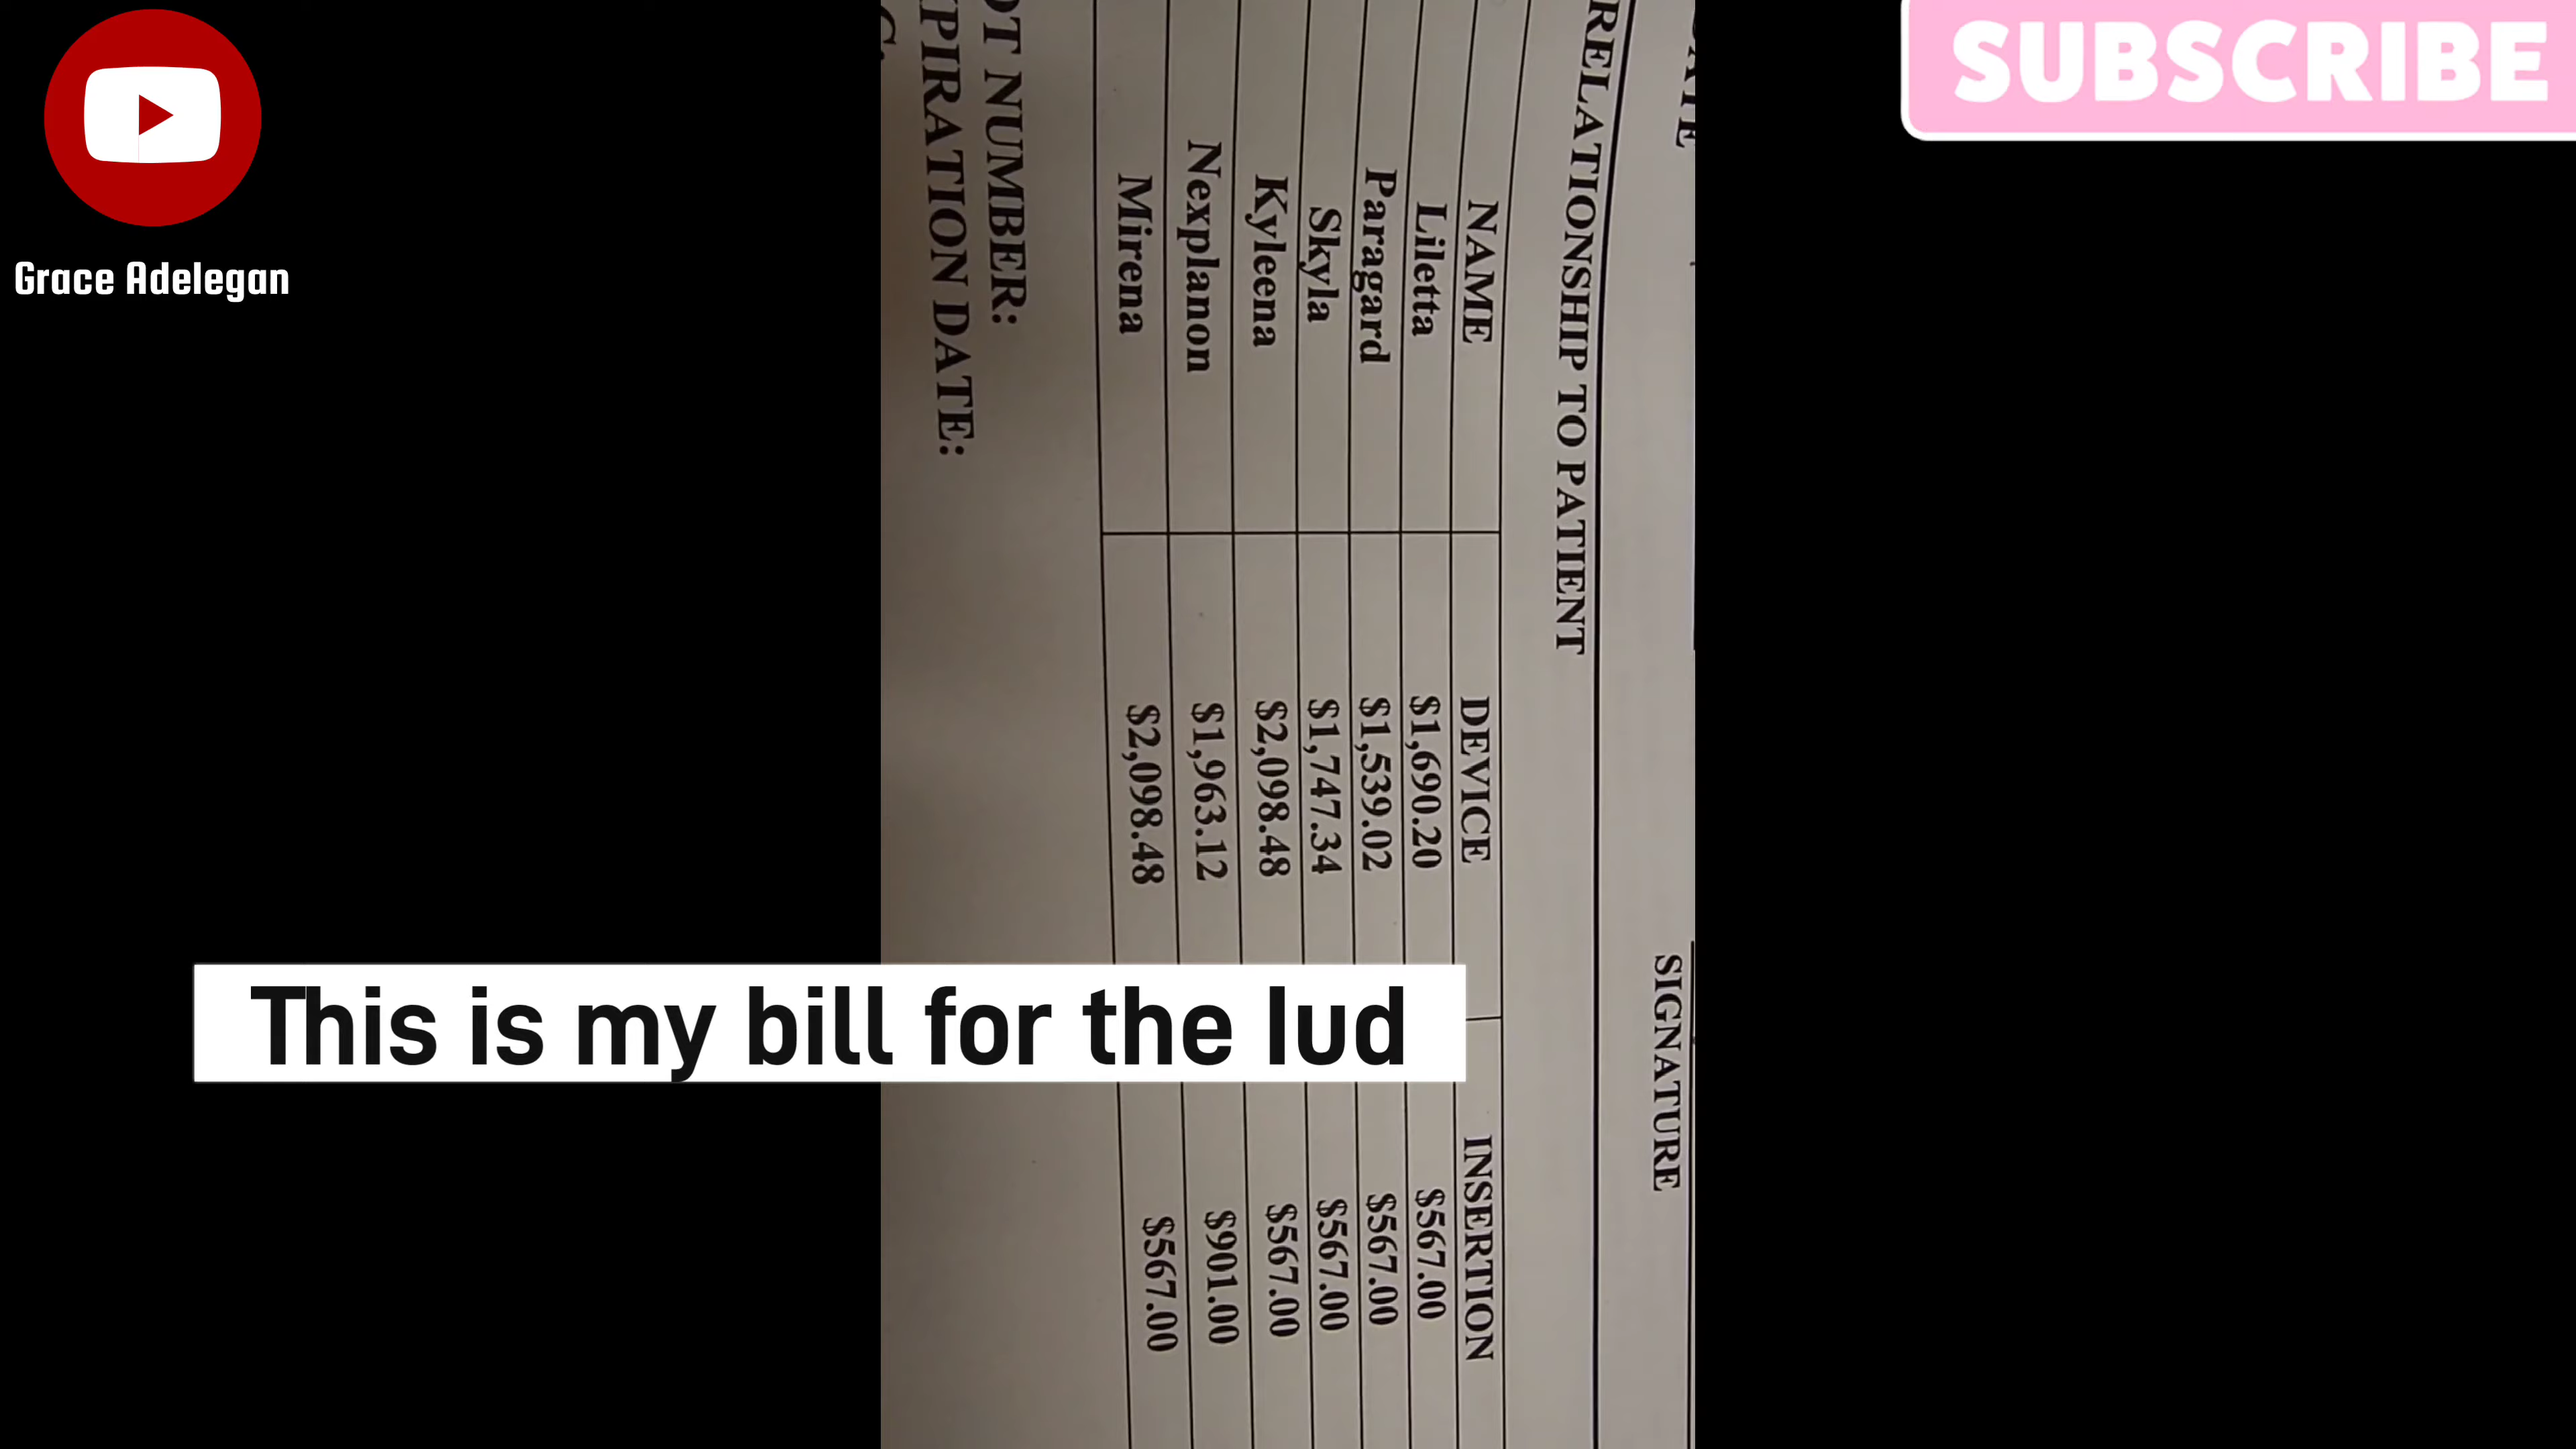 SUBSCRIBE
Grace Adelegan
SIGNATURE
RELATIONSHIP TO PATIENT
NAME DEVICE INSERTION
Liletta $1,690.20 $567.00
Paragard $1,539.02 $567.00
Skyla $1,747.34 $567.00
Kyleena $2,098.48 $567.00
Nexplanon $1,963.12 $901.00
Mirena $2,098.48 $567.00
OT NUMBER:
PIRATION DATE:
This is my bill for the Iud